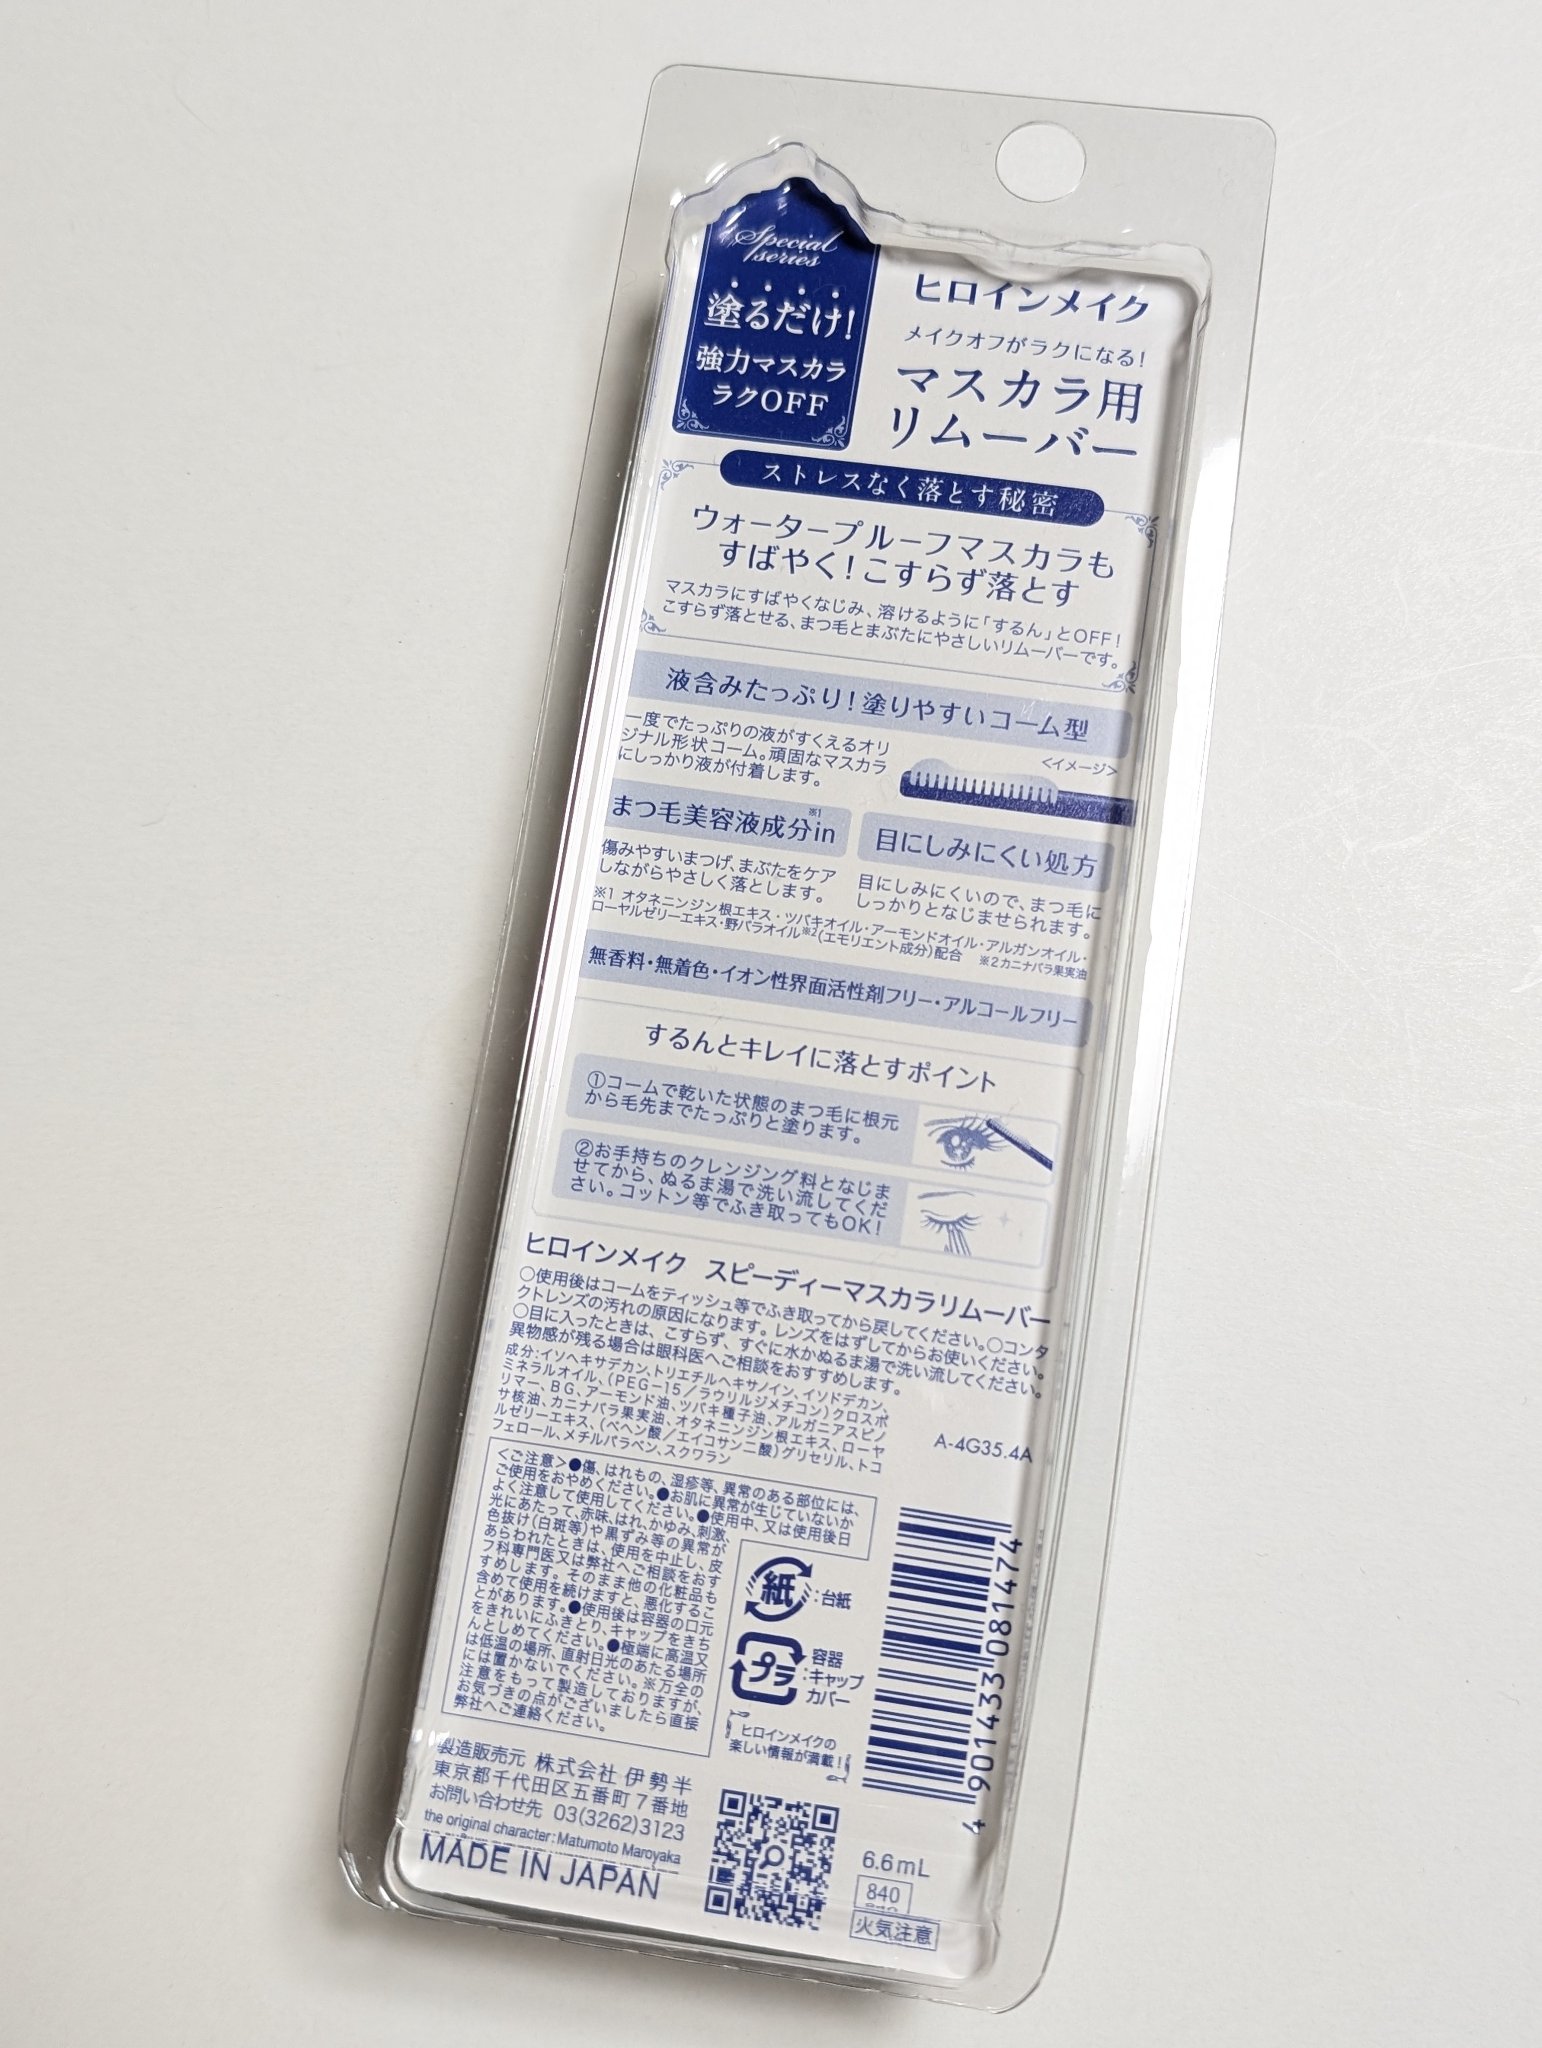 Special
series
塗るだけ!
強力マスカラ
ラクOFF
ヒロインメイク
メイクオフがラクになる!
マスカラ用
リムーバー
ストレスなく落とす秘密
ウォータープルーフマスカラも
すばやく!こすらず落とす
マスカラにすばやくなじみ、溶けるように「するん」とOFF!
こすらず落とせる、まつ毛とまぶたにやさしいリムーバーです。
液含みたっぷり!塗りやすいコーム型
一度でたっぷりの液がすくえるオリ
ジナル形状コーム。頑固なマスカラ
にしっかり液が付着します。
<イメージ>
まつ毛美容液成分※1in
傷みやすいまつげ、まぶたをケア
しながらやさしく落とします。
目にしみにくい処方
目にしみにくいので、まつ毛に
しっかりとなじませられます。
※1 オタネニンジン根エキス・ツバキオイル・アーモンドオイル・アルガンオイル・
ローヤルゼリーエキス・野バラオイル※2(エモリエント成分)配合 ※2カニナバラ果実油
無香料・無着色・イオン性界面活性剤フリー・アルコールフリー
するんとキレイに落とすポイント
①コームで乾いた状態のまつ毛に根元
から毛先までたっぷりと塗ります。
②お手持ちのクレンジング料となじま
せてから、ぬるま湯で洗い流してくだ
さい。コットン等でふき取ってもOK!
ヒロインメイク スピーディーマスカラリムーバー
○使用後はコームをティッシュ等でふき取ってから戻してください。○コンタ
クトレンズの汚れの原因になります。レンズをはずしてからお使いください。
○目に入ったときは、こすらず、すぐに水かぬるま湯で洗い流してください。
異物感が残る場合は眼科医へご相談をおすすめします。
成分:イソヘキサデカン、トリエチルヘキサノイン、イソドデカン、
ミネラルオイル、(PEG-15/ラウリルジメチコン)クロスポ
リマー、BG、アーモンド油、ツバキ種子油、アルガニアスピノ
サ核油、カニナバラ果実油、オタネニンジン根エキス、ローヤ
ルゼリーエキス、(ベヘン酸/エイコサン二酸)グリセリル、トコ
フェロール、メチルパラベン、スクワラン
A-4G35.4A
<ご注意>●傷、はれもの、湿疹等、異常のある部位には、
ご使用をおやめください。●お肌に異常が生じていないか
よく注意して使用してください。●使用中、又は使用後日
光にあたって、赤味、はれ、かゆみ、刺激、
色抜け(白斑等)や黒ずみ等の異常が
あらわれたときは、使用を中止し、皮
フ科専門医又は弊社へご相談をおす
すめします。そのまま他の化粧品も
含めて使用を続けますと、悪化するこ
とがあります。●使用後は容器の口元
をきれいにふきとり、キャップをきち
んとしめてください。●極端に高温又
は低温の場所、直射日光のあたる場所
には置かないでください。※万全の
注意をもって製造しておりますが、
お気づきの点がございましたら直接
弊社へご連絡ください。
紙:台紙
プラ:容器
キャップ
カバー
ヒロインメイクの
楽しい情報が満載!
4 901433 081474
製造販売元 株式会社 伊勢半
東京都千代田区五番町7番地
お問い合わせ先 03(3262)3123
the original character:Matumoto Maroyaka
MADE IN JAPAN
6.6mL
840
火気注意